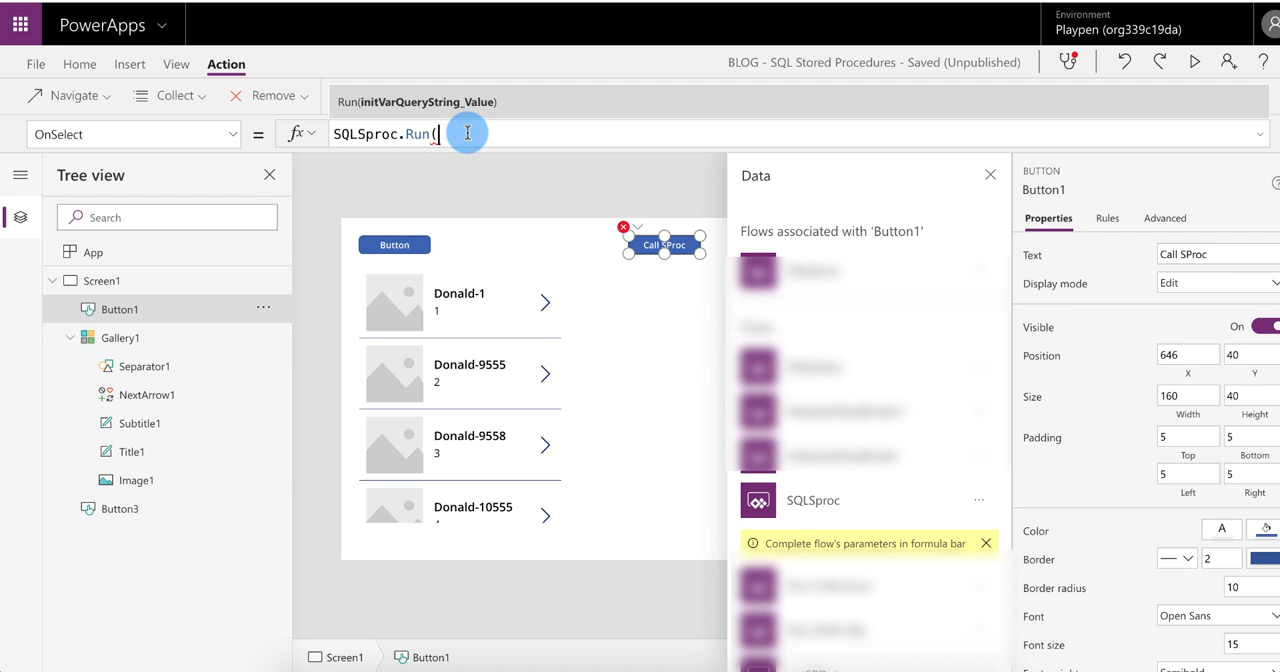 PowerApps
Environment
Playpen (org339c19da)
File Home Insert View Action
BLOG - SQL Stored Procedures - Saved (Unpublished)
Navigate Collect Remove
Run(initVarQueryString_Value)
OnSelect = fx SQLSproc.Run(
Tree view
Search
App
Screen1
Button1
Gallery1
Separator1
NextArrow1
Subtitle1
Title1
Image1
Button3
Button
Call SProc
Donald-1
1
Donald-9555
2
Donald-9558
3
Donald-10555
Screen1 Button1
Data
Flows associated with 'Button1'
SQLSproc
Complete flow's parameters in formula bar
BUTTON
Button1
Properties Rules Advanced
Text Call SProc
Display mode Edit
Visible On
Position 646 40
X Y
Size 160 40
Width Height
Padding 5 5
Top Bottom
5 5
Left Right
Color A
Border 2
Border radius 10
Font Open Sans
Font size 15